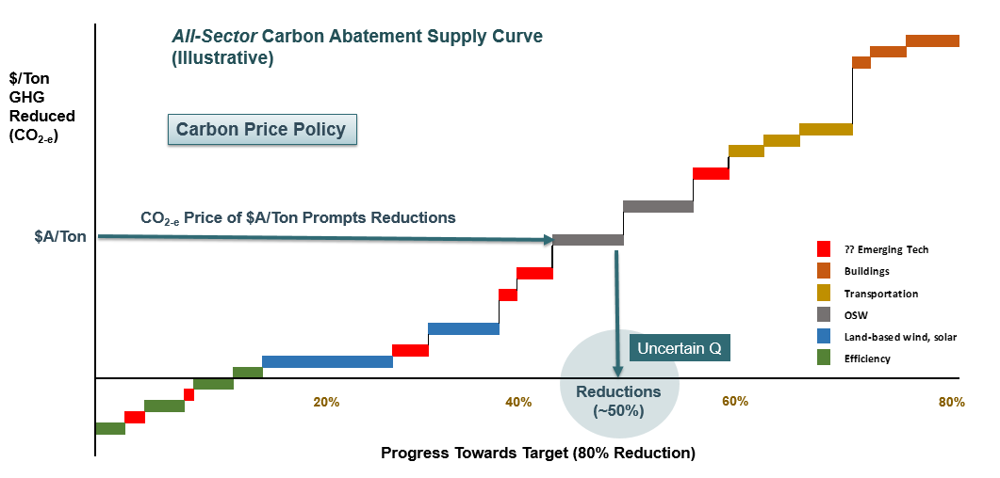 All-Sector Carbon Abatement Supply Curve
(Illustrative)
$/Ton
GHG
Reduced
(CO2-e)
Carbon Price Policy
CO2-e Price of $A/Ton Prompts Reductions
$A/Ton
?? Emerging Tech
Buildings
Transportation
OSW
Land-based wind, solar
Efficiency
Uncertain Q
Reductions
(~50%)
20%
40%
60%
80%
Progress Towards Target (80% Reduction)